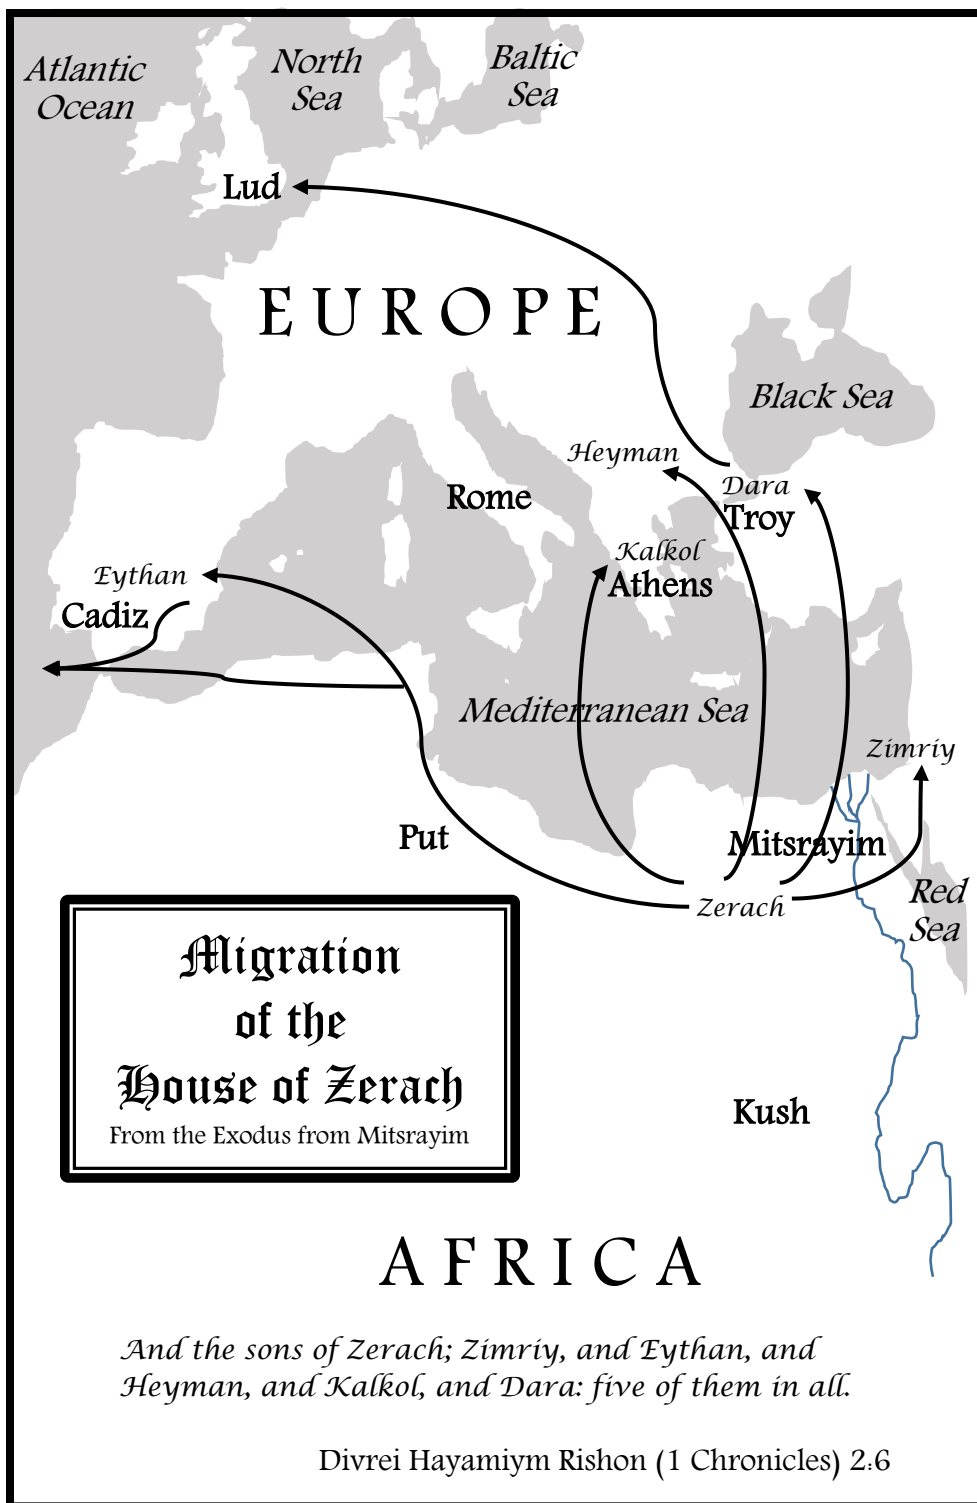 Atlantic
Ocean
North
Sea
Baltic
Sea
Lud
EUROPE
Black Sea
Heyman
Dara
Troy
Rome
Kalkol
Athens
Eythan
Cadiz
Mediterranean Sea
Zimriy
Put
Mitsrayim
Red
Sea
Zerach
Migration
of the
House of Zerach
From the Exodus from Mitsrayim
Kush
AFRICA
And the sons of Zerach; Zimriy, and Eythan, and
Heyman, and Kalkol, and Dara: five of them in all.
Divrei Hayamiym Rishon (1 Chronicles) 2:6